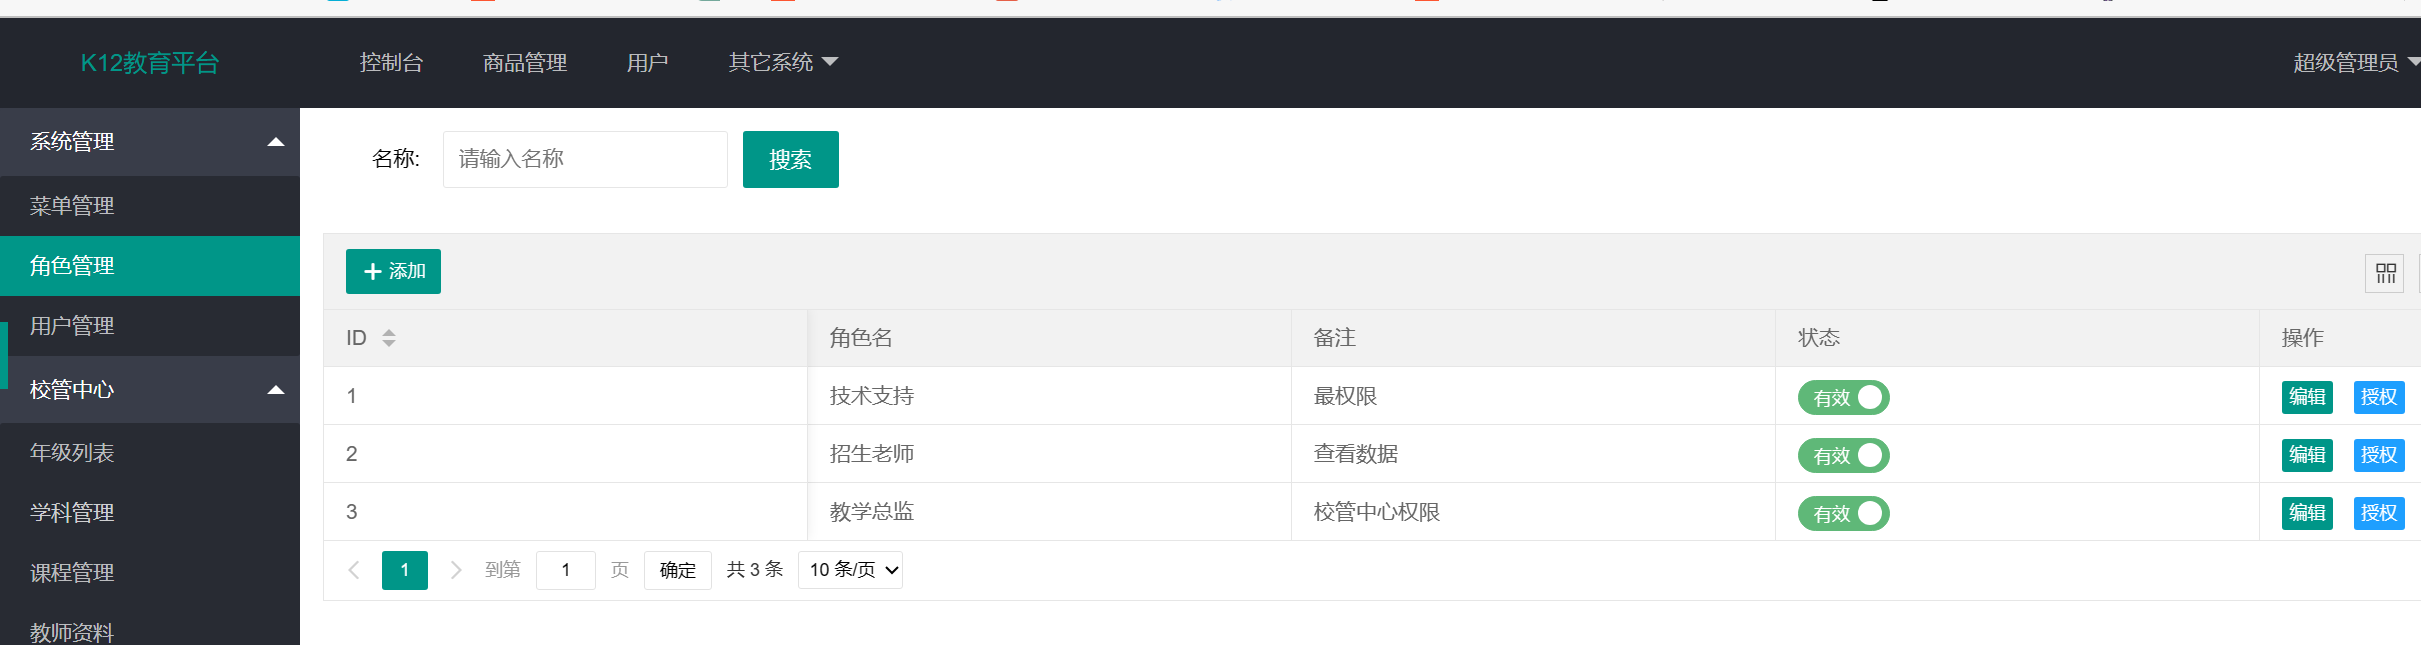 K12教育平台 控制台 商品管理 用户 其它系统 超级管理员
系统管理
菜单管理
角色管理
用户管理
校管中心
年级列表
学科管理
课程管理
教师资料
名称: 请输入名称 搜索
添加
ID 角色名 备注 状态 操作
1 技术支持 最权限 有效 编辑 授权
2 招生老师 查看数据 有效 编辑 授权
3 教学总监 校管中心权限 有效 编辑 授权
1 到第 1 页 确定 共 3 条 10 条/页